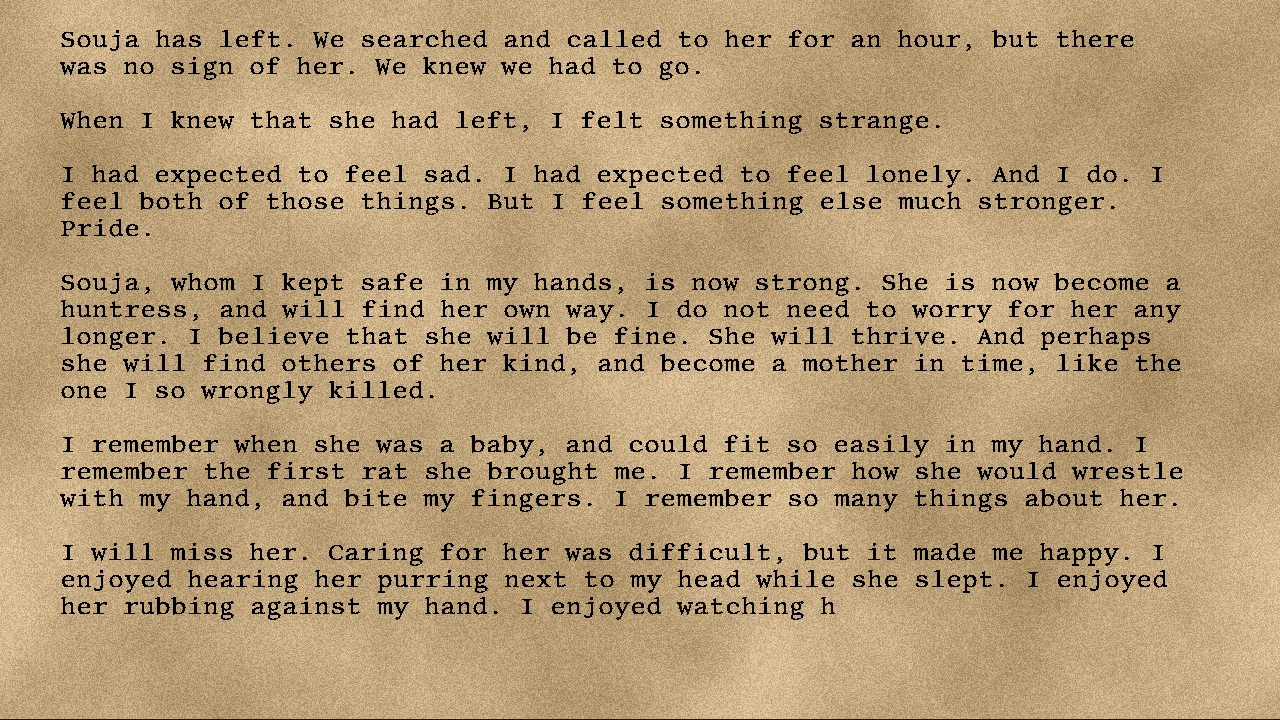 Souja has left. We searched and called to her for an hour, but there
was no sign of her. We knew we had to go.
When I knew that she had left, I felt something strange.
I had expected to feel sad. I had expected to feel lonely. And I do. I
feel both of those things. But I feel something else much stronger.
Pride.
Souja, whom I kept safe in my hands, is now strong. She is now become a
huntress, and will find her own way. I do not need to worry for her any
longer. I believe that she will be fine. She will thrive. And perhaps
she will find others of her kind, and become a mother in time, like the
one I so wrongly killed.
I remember when she was a baby, and could fit so easily in my hand. I
remember the first rat she brought me. I remember how she would wrestle
with my hand, and bite my fingers. I remember so many things about her.
I will miss her. Caring for her was difficult, but it made me happy. I
enjoyed hearing her purring next to my head while she slept. I enjoyed
her rubbing against my hand. I enjoyed watching h